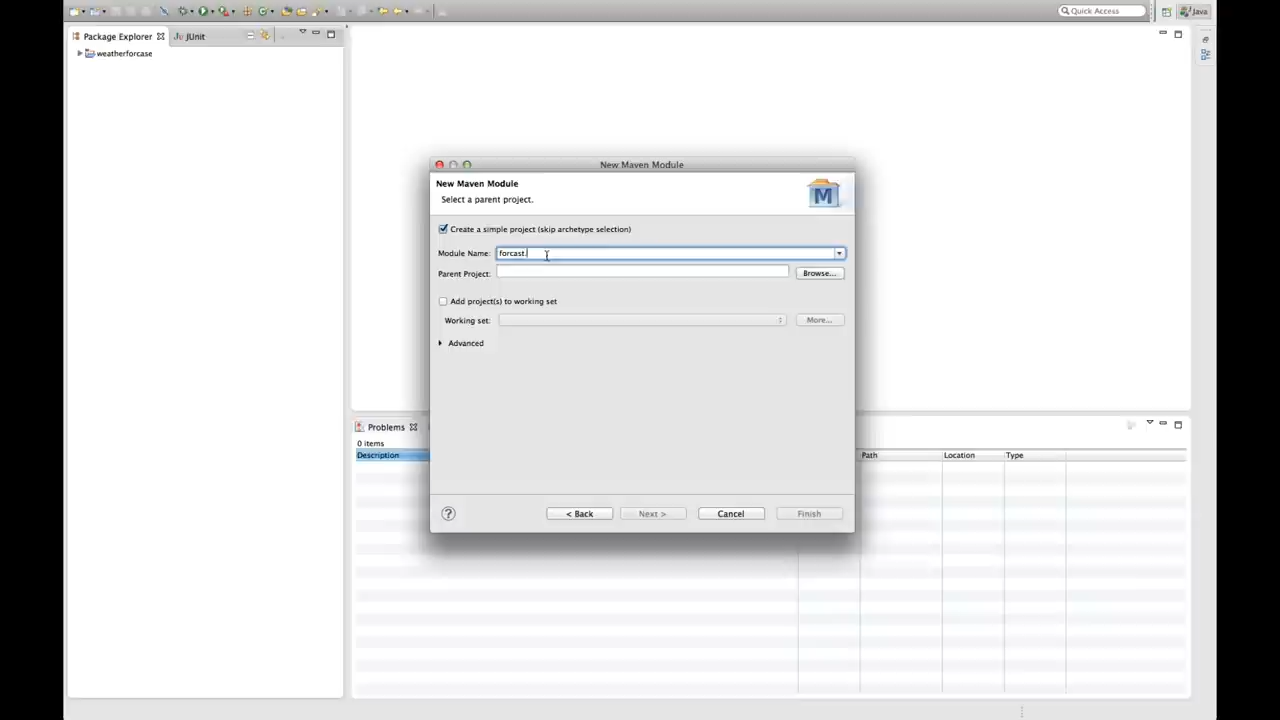 Quick Access
Java
Package Explorer
JUnit
weatherforcase
New Maven Module
New Maven Module
Select a parent project.
M
Create a simple project (skip archetype selection)
Module Name: forcast.
Parent Project:
Browse...
Add project(s) to working set
Working set:
More...
Advanced
? < Back Next > Cancel Finish
Problems
0 items
Description Path Location Type